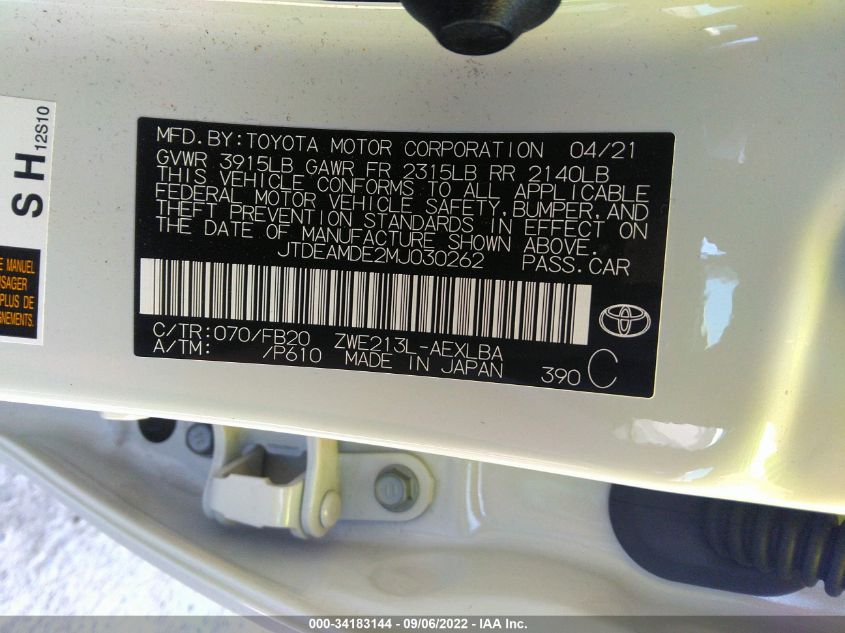 MFD. BY: TOYOTA MOTOR CORPORATION 04/21
GVWR 3915LB GAWR FR 2315LB RR 2140LB
THIS VEHICLE CONFORMS TO ALL APPLICABLE
FEDERAL MOTOR VEHICLE SAFETY, BUMPER, AND
THEFT PREVENTION STANDARDS IN EFFECT ON
THE DATE OF MANUFACTURE SHOWN ABOVE.
JTDEAMDE2MJ030262 PASS. CAR
C/TR: 070/FB20 ZWE213L-AEXLBA
A/TM: /P610 MADE IN JAPAN 390 C
SH 12S10
E MANUEL
USAGER
PLUS DE
GNEMENTS.
000-34183144 - 09/06/2022 - IAA Inc.